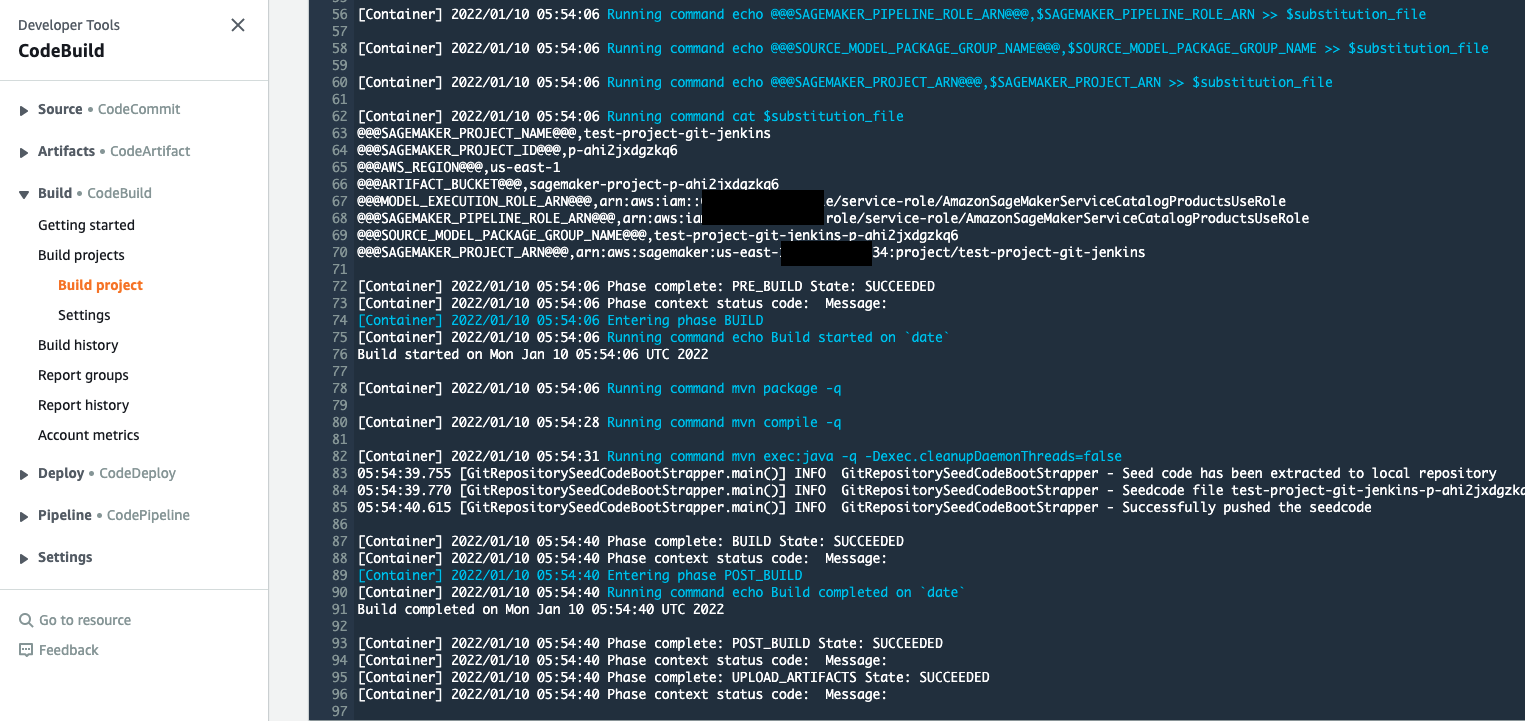 Developer Tools
CodeBuild
Source • CodeCommit
Artifacts • CodeArtifact
Build • CodeBuild
Getting started
Build projects
Build project
Settings
Build history
Report groups
Report history
Account metrics
Deploy • CodeDeploy
Pipeline • CodePipeline
Settings
Go to resource
Feedback
56 [Container] 2022/01/10 05:54:06 Running command echo @@@SAGEMAKER_PIPELINE_ROLE_ARN@@@,$SAGEMAKER_PIPELINE_ROLE_ARN >> $substitution_file
57
58 [Container] 2022/01/10 05:54:06 Running command echo @@@SOURCE_MODEL_PACKAGE_GROUP_NAME@@@,$SOURCE_MODEL_PACKAGE_GROUP_NAME >> $substitution_file
59
60 [Container] 2022/01/10 05:54:06 Running command echo @@@SAGEMAKER_PROJECT_ARN@@@,$SAGEMAKER_PROJECT_ARN >> $substitution_file
61
62 [Container] 2022/01/10 05:54:06 Running command cat $substitution_file
63 @@@SAGEMAKER_PROJECT_NAME@@@,test-project-git-jenkins
64 @@@SAGEMAKER_PROJECT_ID@@@,p-ahi2jxdgzkq6
65 @@@AWS_REGION@@@,us-east-1
66 @@@ARTIFACT_BUCKET@@@,sagemaker-project-p-ahi2jxdgzkq6
67 @@@MODEL_EXECUTION_ROLE_ARN@@@,arn:aws:iam:: e/service-role/AmazonSageMakerServiceCatalogProductsUseRole
68 @@@SAGEMAKER_PIPELINE_ROLE_ARN@@@,arn:aws:ia role/service-role/AmazonSageMakerServiceCatalogProductsUseRole
69 @@@SOURCE_MODEL_PACKAGE_GROUP_NAME@@@,test-project-git-jenkins-p-ahi2jxdgzkq6
70 @@@SAGEMAKER_PROJECT_ARN@@@,arn:aws:sagemaker:us-east- 34:project/test-project-git-jenkins
71
72 [Container] 2022/01/10 05:54:06 Phase complete: PRE_BUILD State: SUCCEEDED
73 [Container] 2022/01/10 05:54:06 Phase context status code: Message:
74 [Container] 2022/01/10 05:54:06 Entering phase BUILD
75 [Container] 2022/01/10 05:54:06 Running command echo Build started on `date`
76 Build started on Mon Jan 10 05:54:06 UTC 2022
77
78 [Container] 2022/01/10 05:54:06 Running command mvn package -q
79
80 [Container] 2022/01/10 05:54:28 Running command mvn compile -q
81
82 [Container] 2022/01/10 05:54:31 Running command mvn exec:java -q -Dexec.cleanupDaemonThreads=false
83 05:54:39.755 [GitRepositorySeedCodeBootStrapper.main()] INFO GitRepositorySeedCodeBootStrapper - Seed code has been extracted to local repository
84 05:54:39.770 [GitRepositorySeedCodeBootStrapper.main()] INFO GitRepositorySeedCodeBootStrapper - Seedcode file test-project-git-jenkins-p-ahi2jxdgzk
85 05:54:40.615 [GitRepositorySeedCodeBootStrapper.main()] INFO GitRepositorySeedCodeBootStrapper - Successfully pushed the seedcode
86
87 [Container] 2022/01/10 05:54:40 Phase complete: BUILD State: SUCCEEDED
88 [Container] 2022/01/10 05:54:40 Phase context status code: Message:
89 [Container] 2022/01/10 05:54:40 Entering phase POST_BUILD
90 [Container] 2022/01/10 05:54:40 Running command echo Build completed on `date`
91 Build completed on Mon Jan 10 05:54:40 UTC 2022
92
93 [Container] 2022/01/10 05:54:40 Phase complete: POST_BUILD State: SUCCEEDED
94 [Container] 2022/01/10 05:54:40 Phase context status code: Message:
95 [Container] 2022/01/10 05:54:40 Phase complete: UPLOAD_ARTIFACTS State: SUCCEEDED
96 [Container] 2022/01/10 05:54:40 Phase context status code: Message:
97